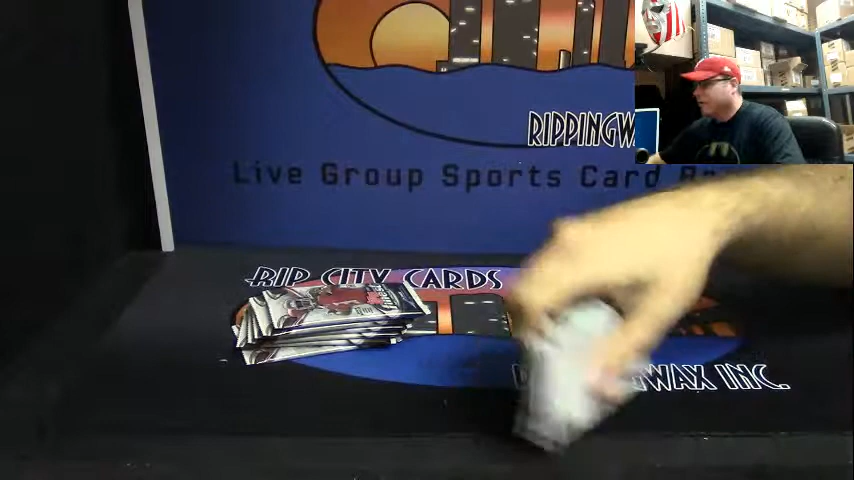 RIPPINGW
Live Group Sports Card
RIP CITY CARDS
WAX INC.